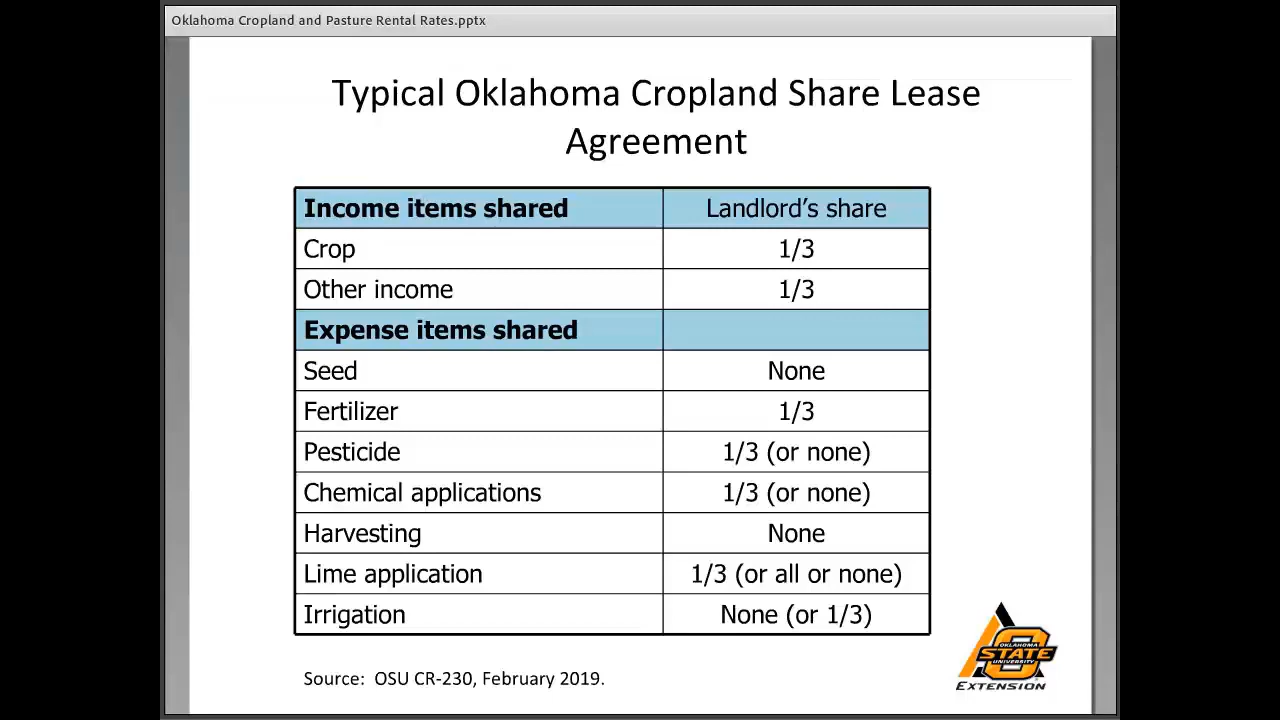 Oklahoma Cropland and Pasture Rental Rates.pptx
Typical Oklahoma Cropland Share Lease
Agreement
Income items shared Landlord's share
Crop 1/3
Other income 1/3
Expense items shared
Seed None
Fertilizer 1/3
Pesticide 1/3 (or none)
Chemical applications 1/3 (or none)
Harvesting None
Lime application 1/3 (or all or none)
Irrigation None (or 1/3)
Source: OSU CR-230, February 2019.
OKLAHOMA
STATE
UNIVERSITY
EXTENSION